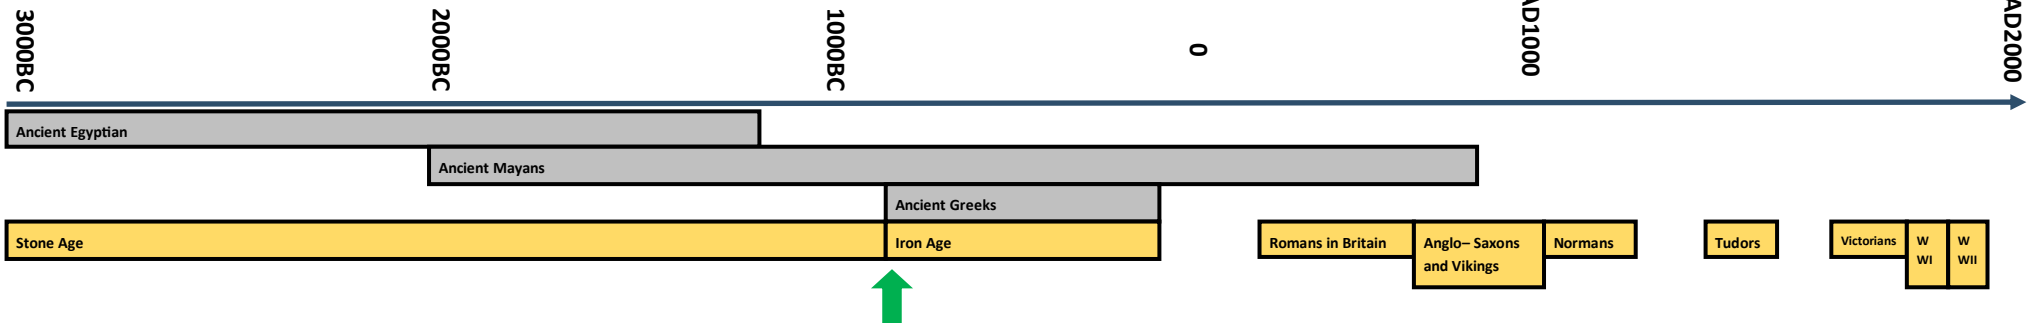 3000BC
2000BC
1000BC
0
AD1000
AD2000
Ancient Egyptian
Ancient Mayans
Ancient Greeks
Stone Age
Iron Age
Romans in Britain
Anglo– Saxons
and Vikings
Normans
Tudors
Victorians
W
WI
W
WII